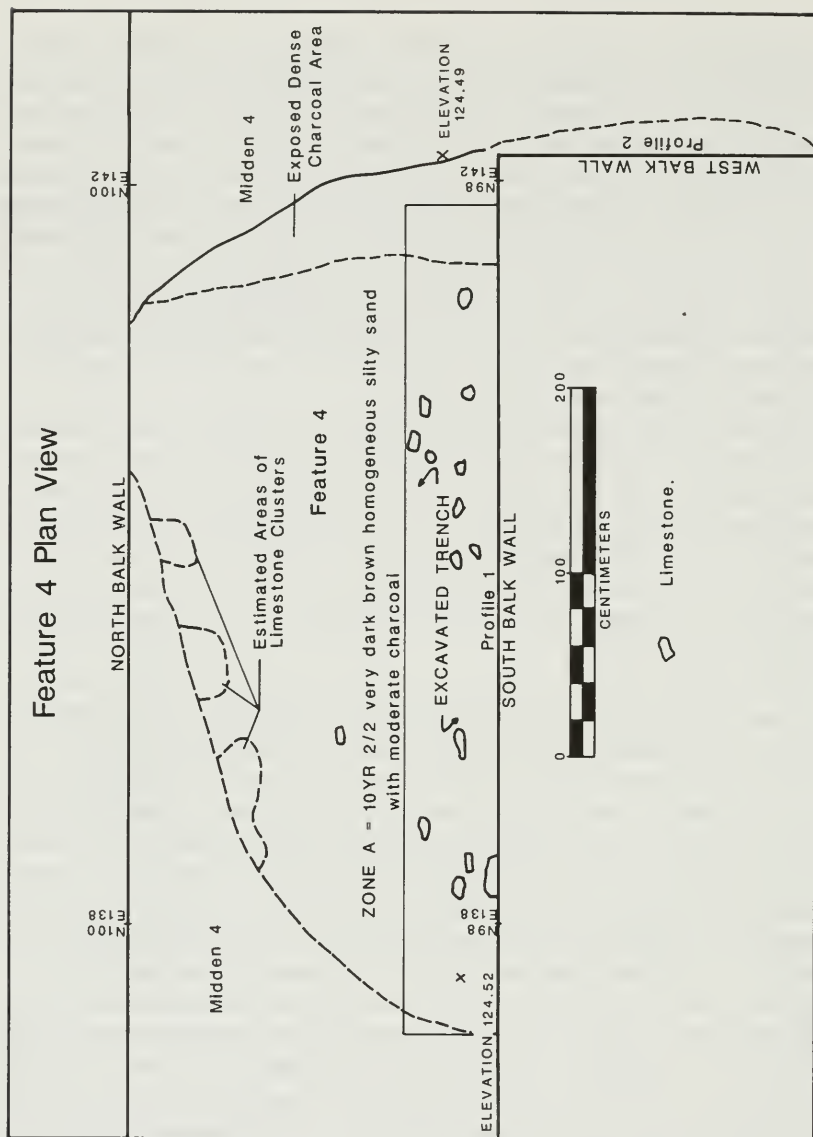 Feature 4 Plan View
NORTH BALK WALL
N100
E138
N100
E142
Midden 4
Midden 4
Exposed Dense
Charcoal Area
Estimated Areas of
Limestone Clusters
Feature 4
ZONE A = 10YR 2/2 very dark brown homogeneous silty sand
with moderate charcoal
EXCAVATED TRENCH
Profile 1
X ELEVATION
124.49
x
ELEVATION 124.52
E138
N98
E142
N98
SOUTH BALK WALL
WEST BALK WALL
Profile 2
0
100
200
CENTIMETERS
Limestone.